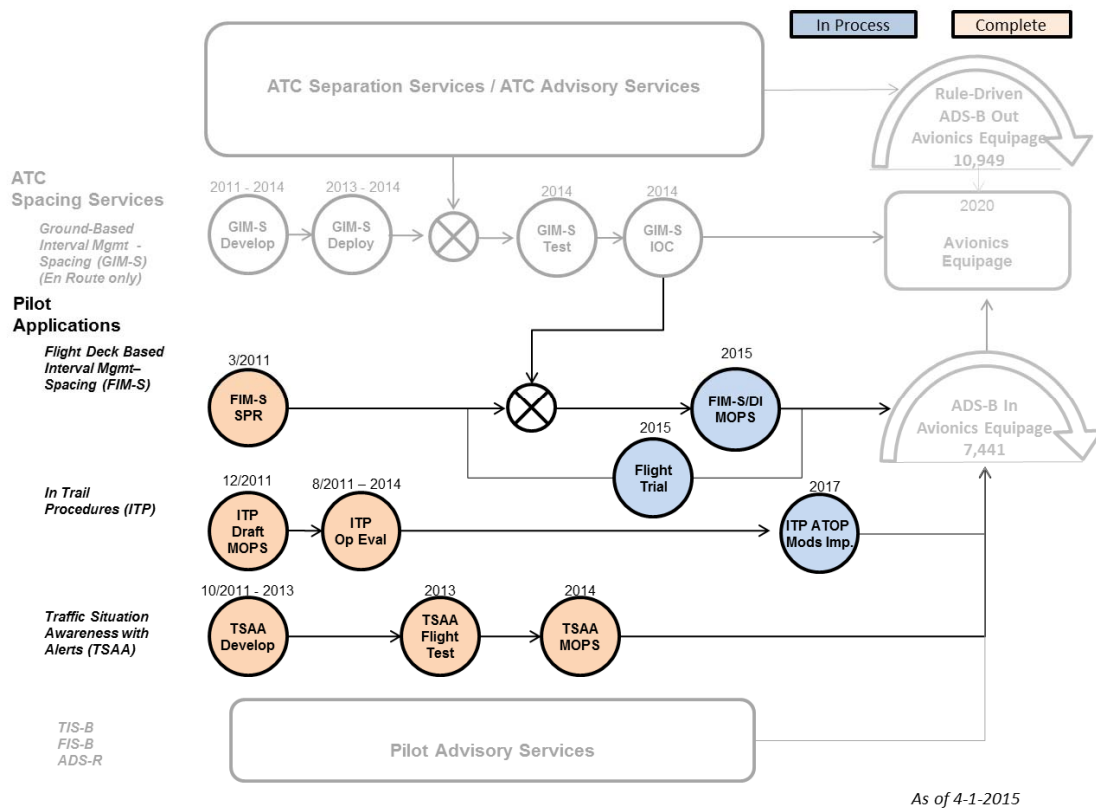 In Process
Complete
ATC Separation Services / ATC Advisory Services
Rule-Driven
ADS-B Out
Avionics Equipage
10,949
ATC
Spacing Services
Ground-Based
Interval Mgmt -
Spacing (GIM-S)
(En Route only)
2011 - 2014
GIM-S
Develop
2013 - 2014
GIM-S
Deploy
2014
GIM-S
Test
2014
GIM-S
IOC
2020
Avionics
Equipage
Pilot
Applications
Flight Deck Based
Interval Mgmt–
Spacing (FIM-S)
3/2011
FIM-S
SPR
2015
FIM-S/DI
MOPS
2015
Flight
Trial
ADS-B In
Avionics Equipage
7,441
In Trail
Procedures (ITP)
12/2011
ITP
Draft
MOPS
8/2011 – 2014
ITP
Op Eval
2017
ITP ATOP
Mods Imp.
Traffic Situation
Awareness with
Alerts (TSAA)
10/2011 - 2013
TSAA
Develop
2013
TSAA
Flight
Test
2014
TSAA
MOPS
TIS-B
FIS-B
ADS-R
Pilot Advisory Services
As of 4-1-2015